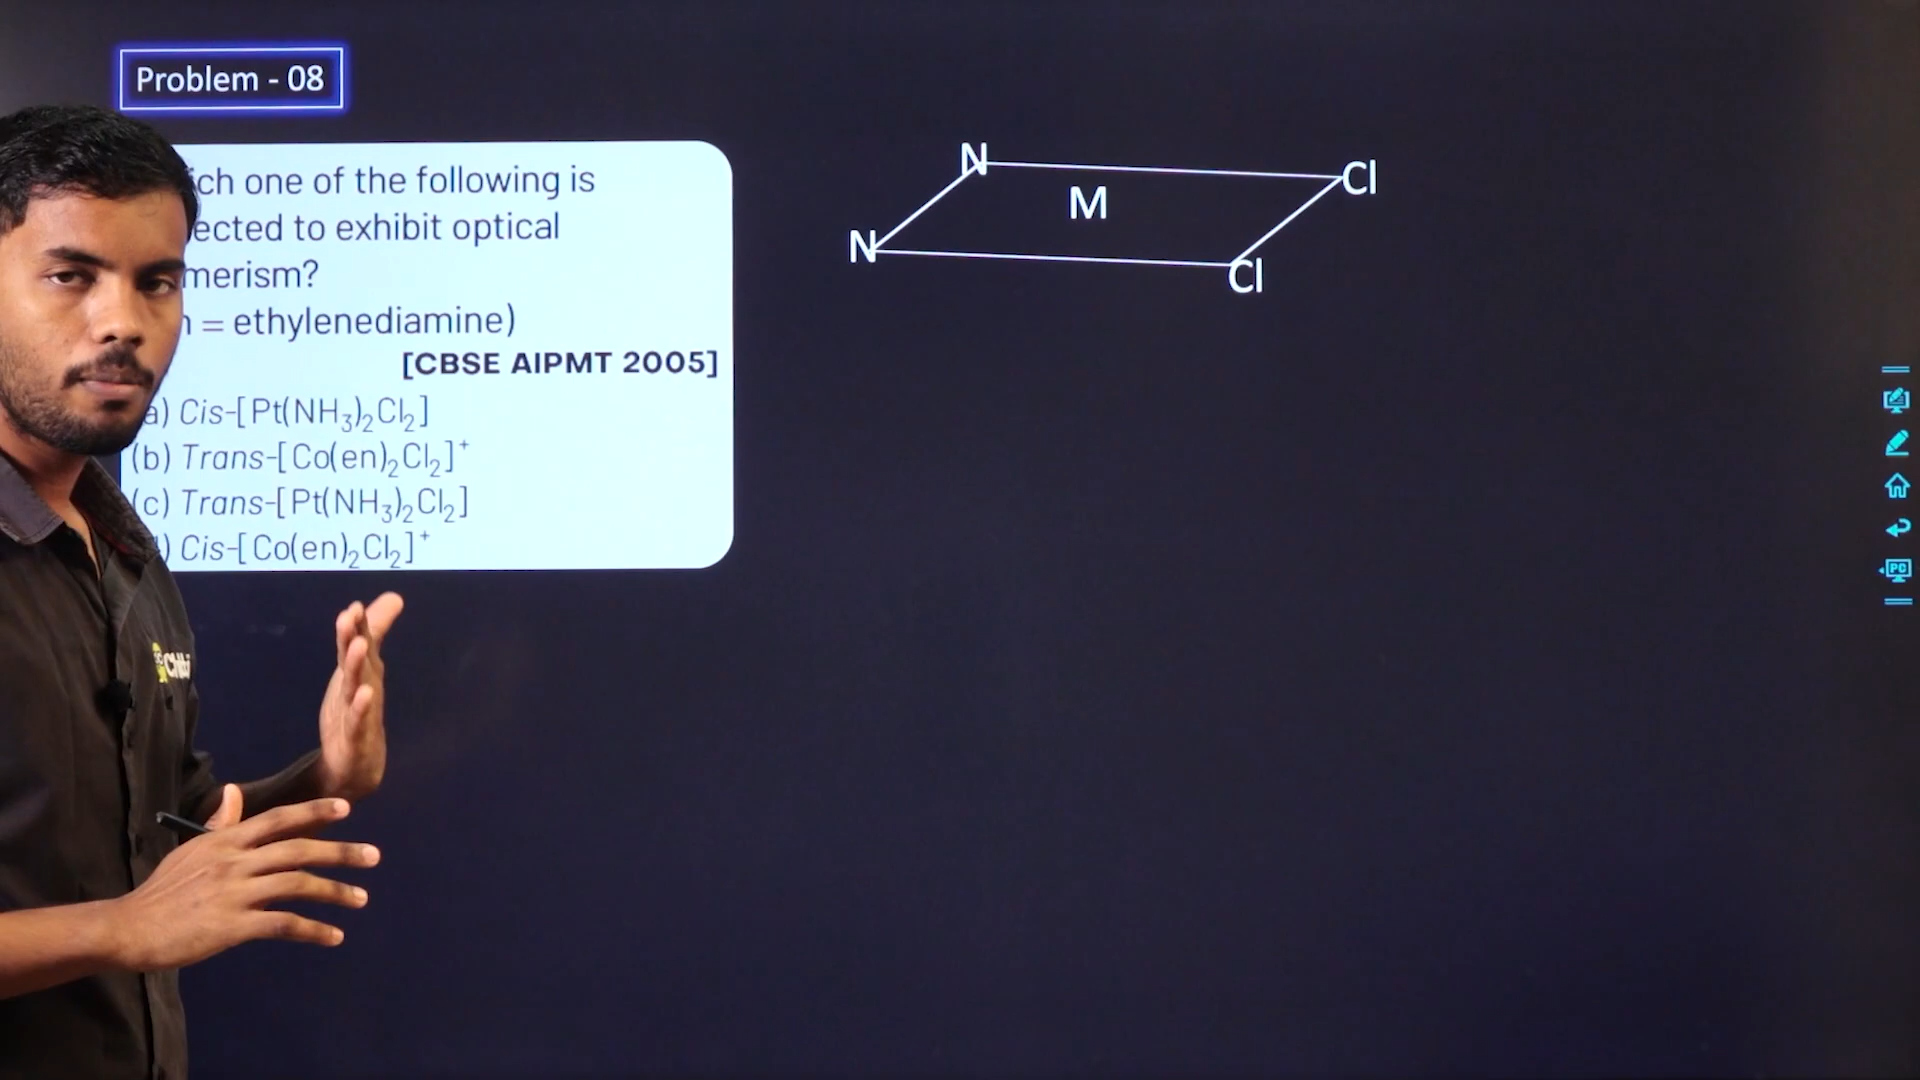 Problem - 08
ich one of the following is
ected to exhibit optical
merism?
= ethylenediamine)
[CBSE AIPMT 2005]
a) Cis-[Pt(NH₃)₂Cl₂]
(b) Trans-[Co(en)₂Cl₂]⁺
(c) Trans-[Pt(NH₃)₂Cl₂]
) Cis-[Co(en)₂Cl₂]⁺
N
Cl
M
N
Cl
PC